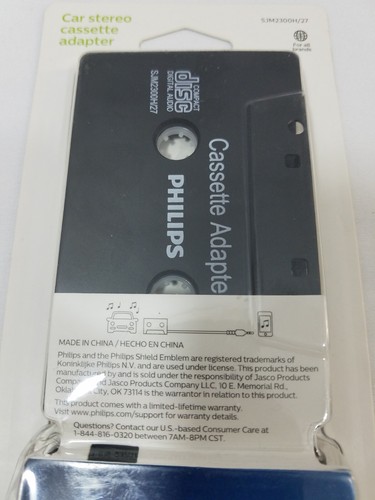 Car stereo
cassette
adapter
SJM2300H/27
For all
brands
COMPACT
disc
DIGITAL AUDIO
SJM2300H/27
Cassette Adapte
PHILIPS
MADE IN CHINA / HECHO EN CHINA
Philips and the Philips Shield Emblem are registered trademarks of
Koninklijke Philips N.V. and are used under license. This product has been
manufactured by and is sold under the responsibility of Jasco Products
Company and Jasco Products Company LLC, 10 E. Memorial Rd.,
Oklahoma City, OK 73114 is the warrantor in relation to this product.
This product comes with a limited-lifetime warranty.
Visit www.philips.com/support for warranty details.
Questions? Contact our U.S.-based Consumer Care at
1-844-816-0320 between 7AM-8PM CST.